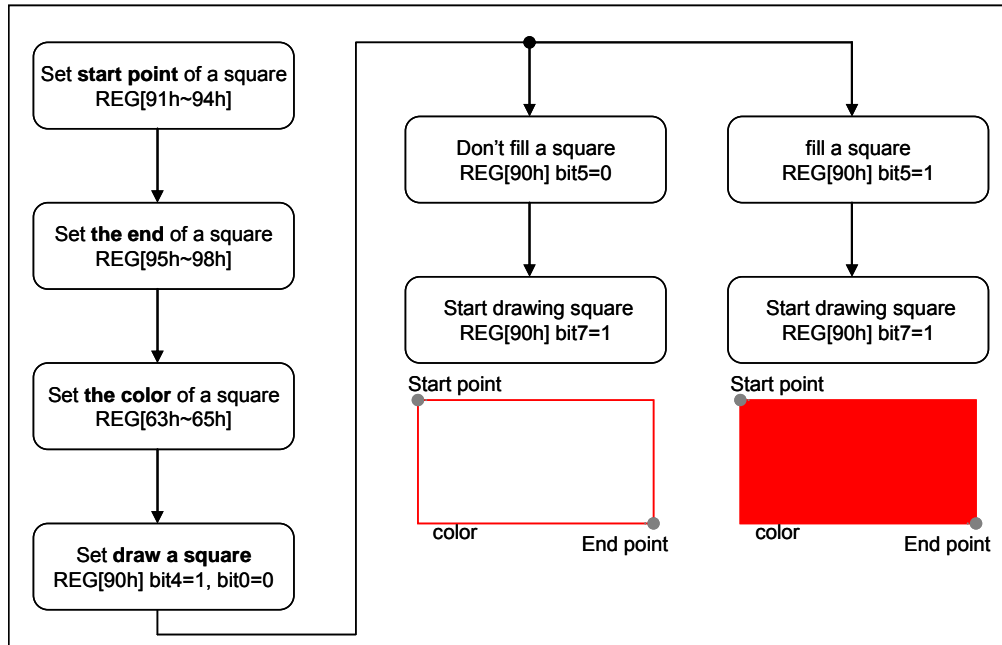 Set start point of a square
REG[91h~94h]
Set the end of a square
REG[95h~98h]
Set the color of a square
REG[63h~65h]
Set draw a square
REG[90h] bit4=1, bit0=0
Don’t fill a square
REG[90h] bit5=0
Start drawing square
REG[90h] bit7=1
Start point
color
End point
fill a square
REG[90h] bit5=1
Start drawing square
REG[90h] bit7=1
Start point
color
End point